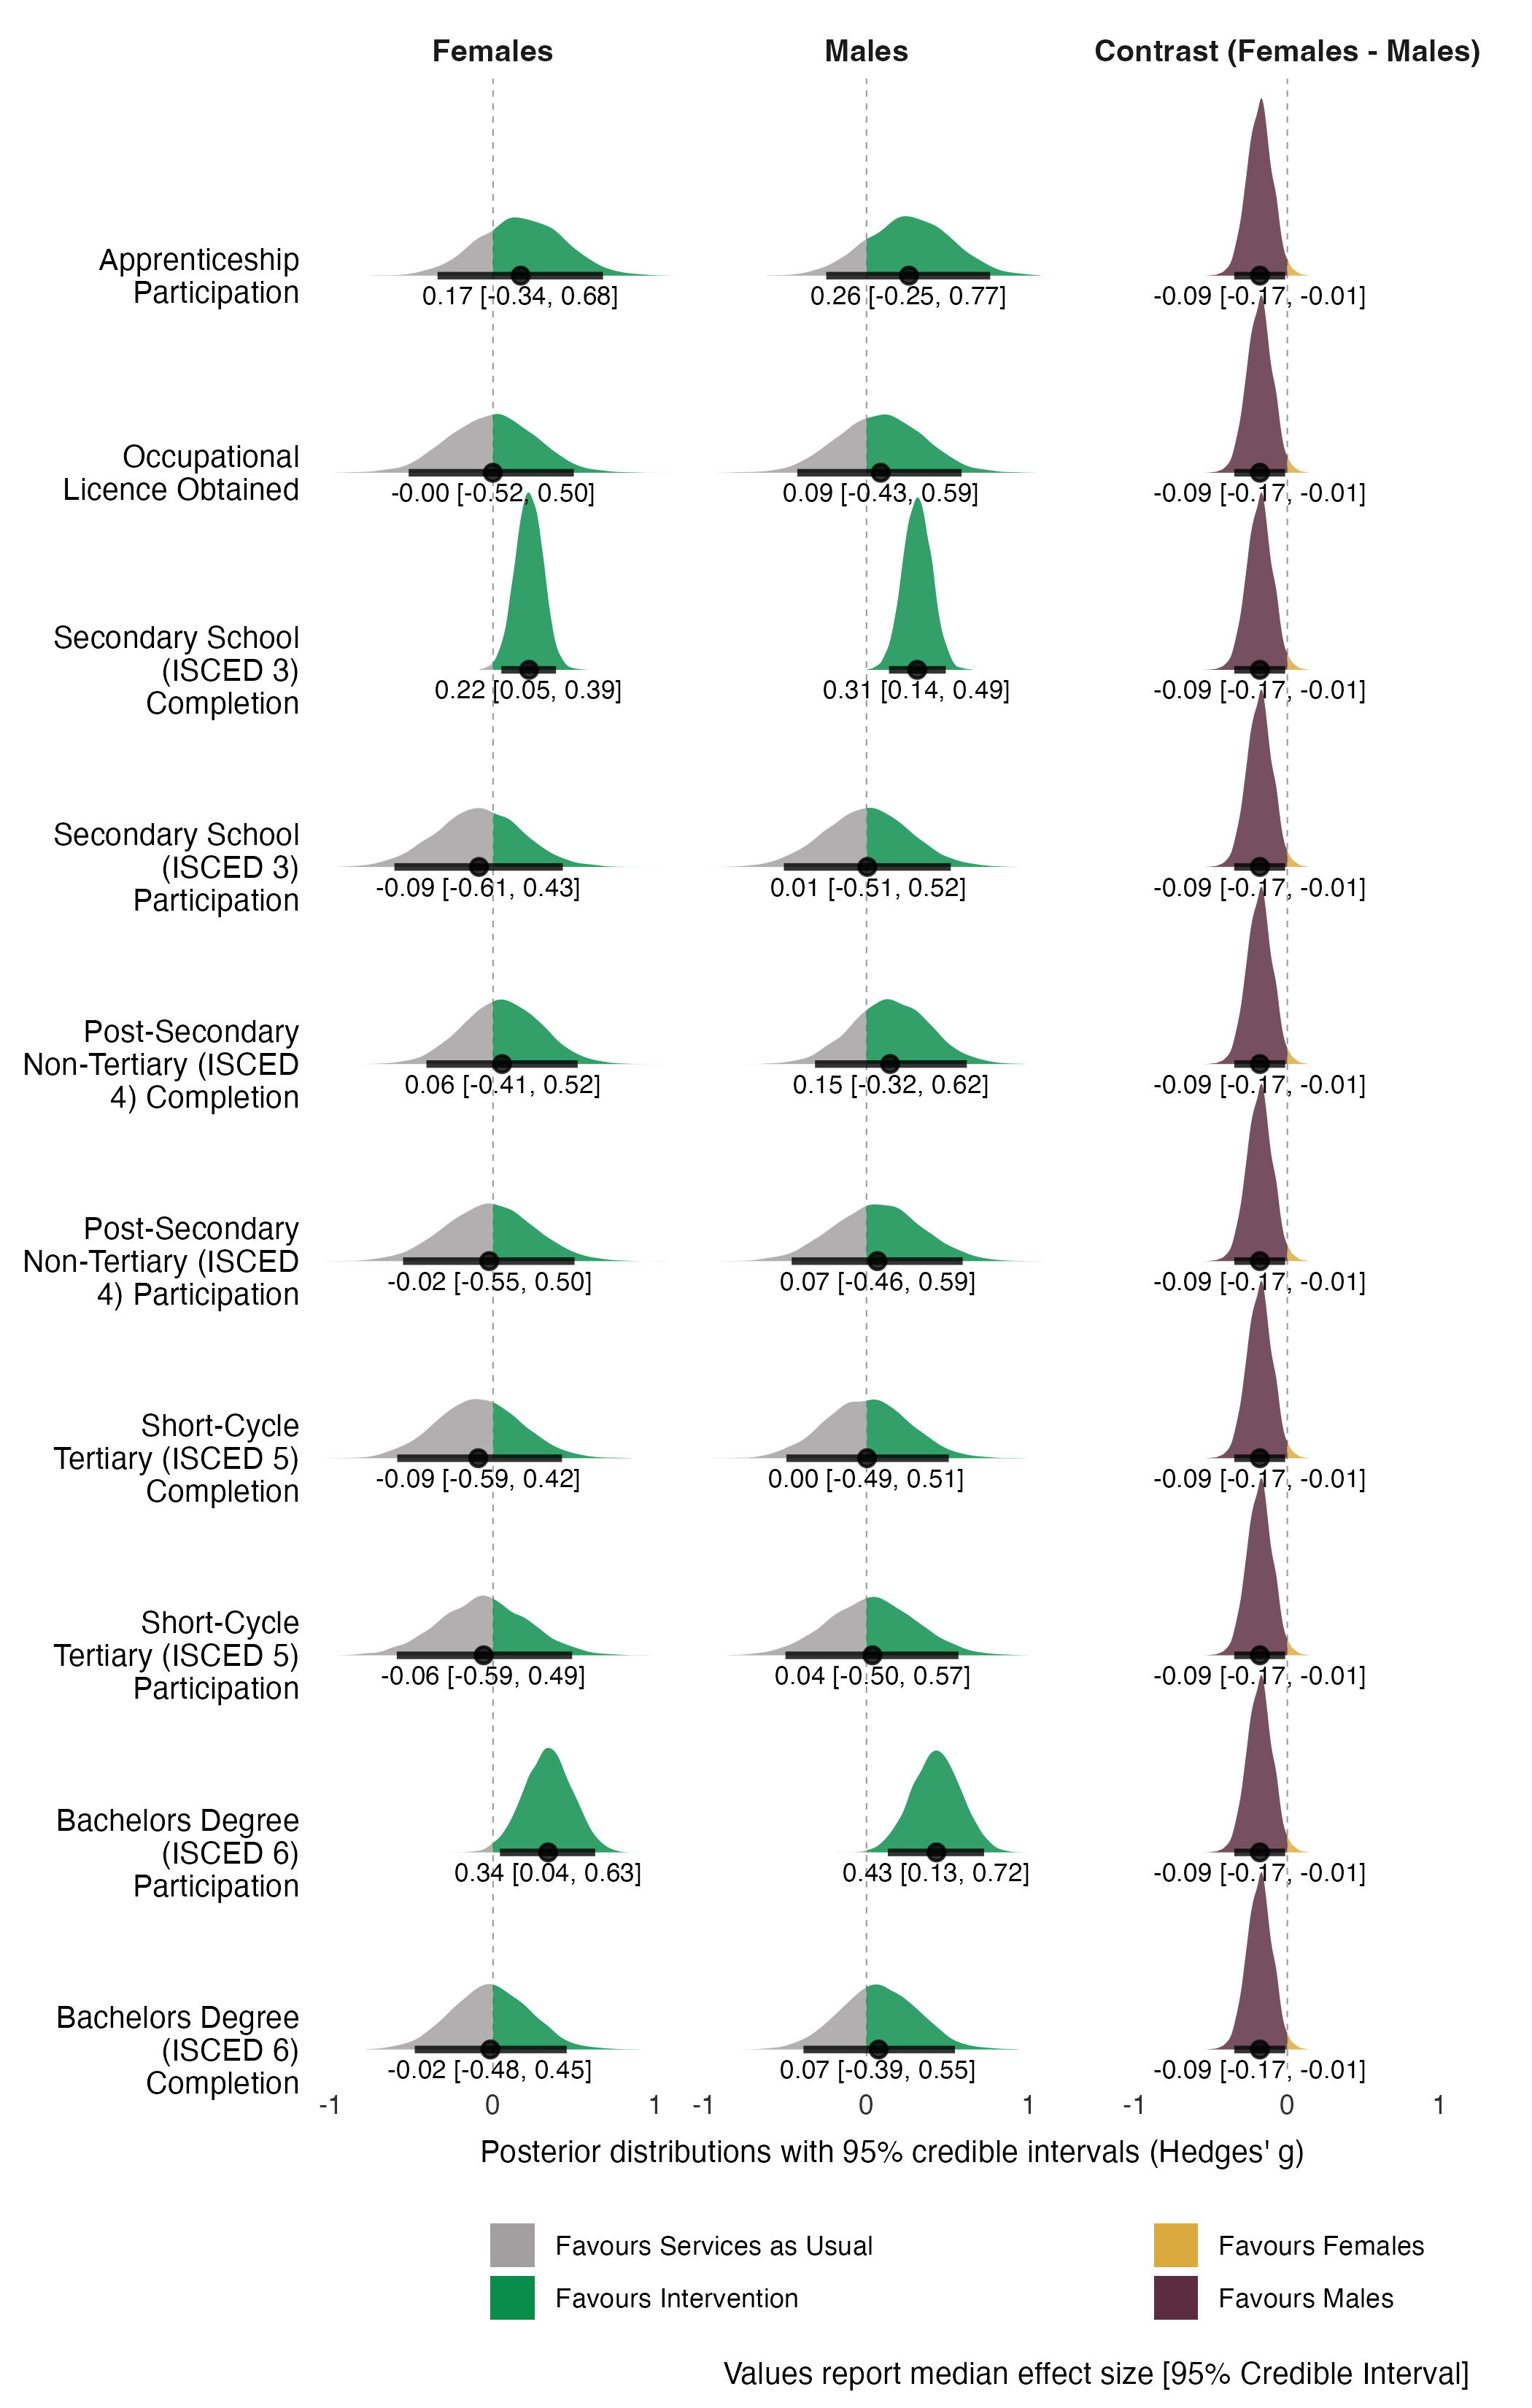 Females Males Contrast (Females - Males)
Apprenticeship
Participation
0.17 [-0.34, 0.68] 0.26 [-0.25, 0.77] -0.09 [-0.17, -0.01]
Occupational
Licence Obtained
-0.00 [-0.52, 0.50] 0.09 [-0.43, 0.59] -0.09 [-0.17, -0.01]
Secondary School
(ISCED 3)
Completion
0.22 [0.05, 0.39] 0.31 [0.14, 0.49] -0.09 [-0.17, -0.01]
Secondary School
(ISCED 3)
Participation
-0.09 [-0.61, 0.43] 0.01 [-0.51, 0.52] -0.09 [-0.17, -0.01]
Post-Secondary
Non-Tertiary (ISCED
4) Completion
0.06 [-0.41, 0.52] 0.15 [-0.32, 0.62] -0.09 [-0.17, -0.01]
Post-Secondary
Non-Tertiary (ISCED
4) Participation
-0.02 [-0.55, 0.50] 0.07 [-0.46, 0.59] -0.09 [-0.17, -0.01]
Short-Cycle
Tertiary (ISCED 5)
Completion
-0.09 [-0.59, 0.42] 0.00 [-0.49, 0.51] -0.09 [-0.17, -0.01]
Short-Cycle
Tertiary (ISCED 5)
Participation
-0.06 [-0.59, 0.49] 0.04 [-0.50, 0.57] -0.09 [-0.17, -0.01]
Bachelors Degree
(ISCED 6)
Participation
0.34 [0.04, 0.63] 0.43 [0.13, 0.72] -0.09 [-0.17, -0.01]
Bachelors Degree
(ISCED 6)
Completion
-0.02 [-0.48, 0.45] 0.07 [-0.39, 0.55] -0.09 [-0.17, -0.01]
-1 0 1 -1 0 1 -1 0 1
Posterior distributions with 95% credible intervals (Hedges' g)
Favours Services as Usual
Favours Intervention
Favours Females
Favours Males
Values report median effect size [95% Credible Interval]